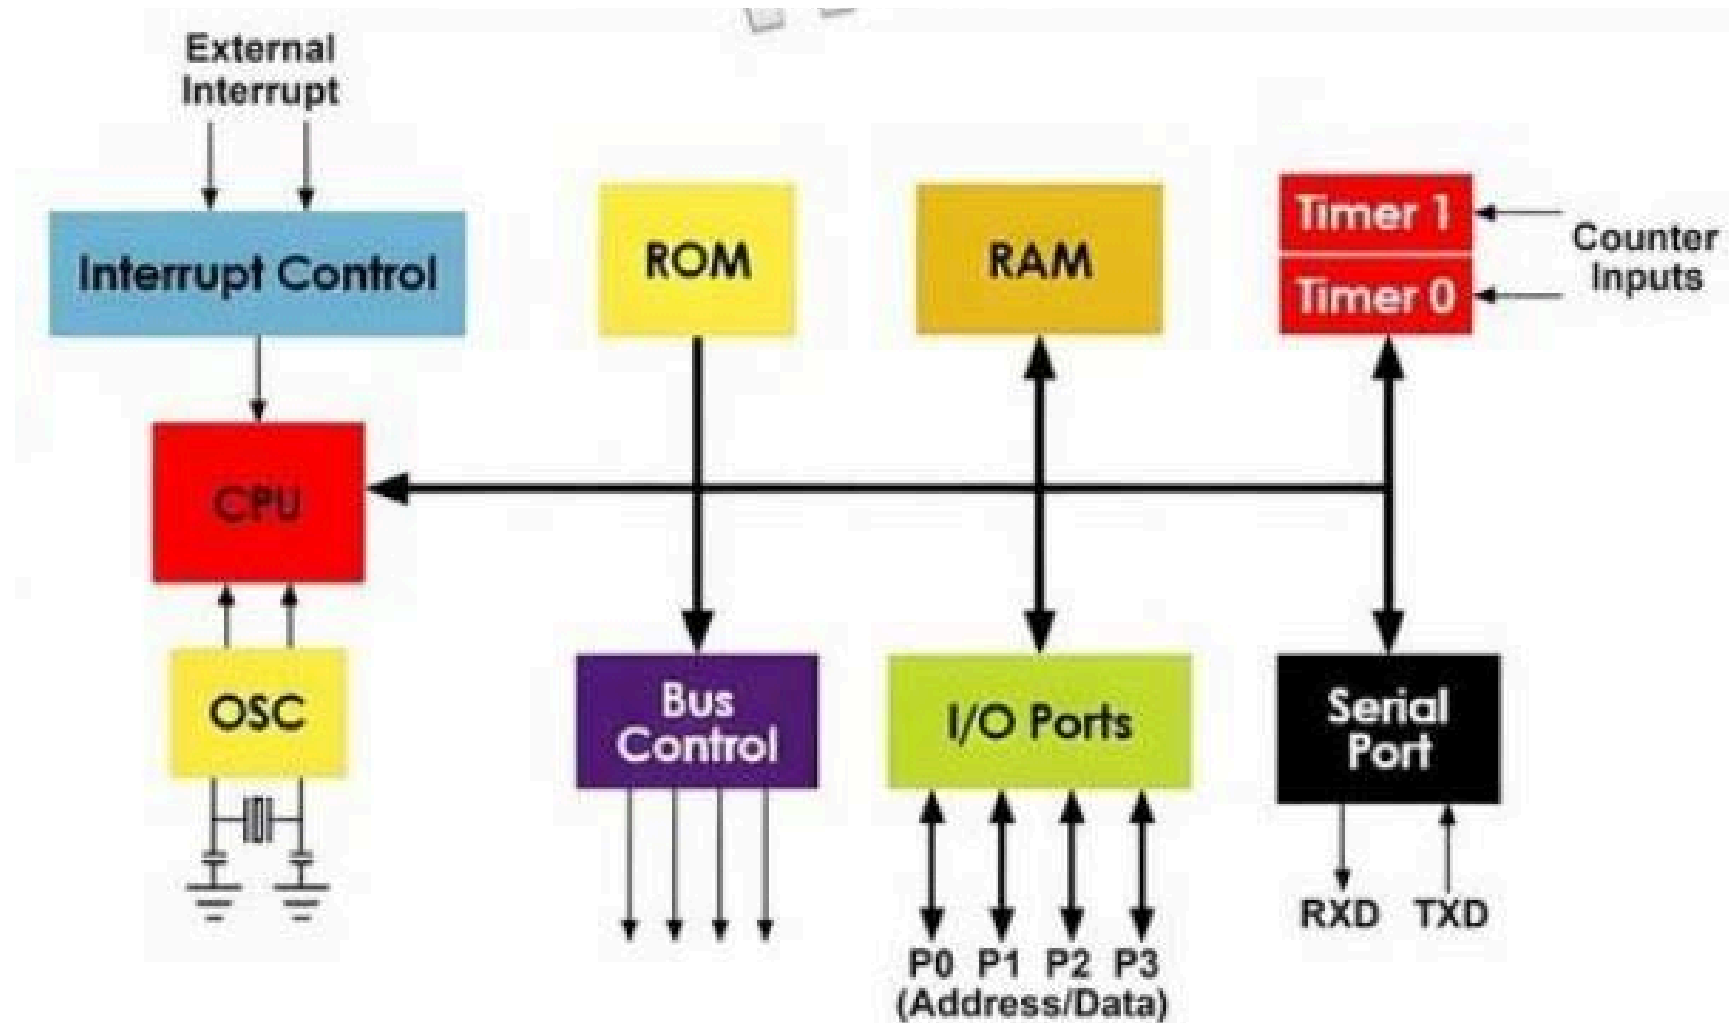 External
Interrupt
Interrupt Control
ROM
RAM
Timer 1
Timer 0
Counter
Inputs
CPU
OSC
Bus
Control
I/O Ports
Serial
Port
RXD TXD
P0 P1 P2 P3
(Address/Data)